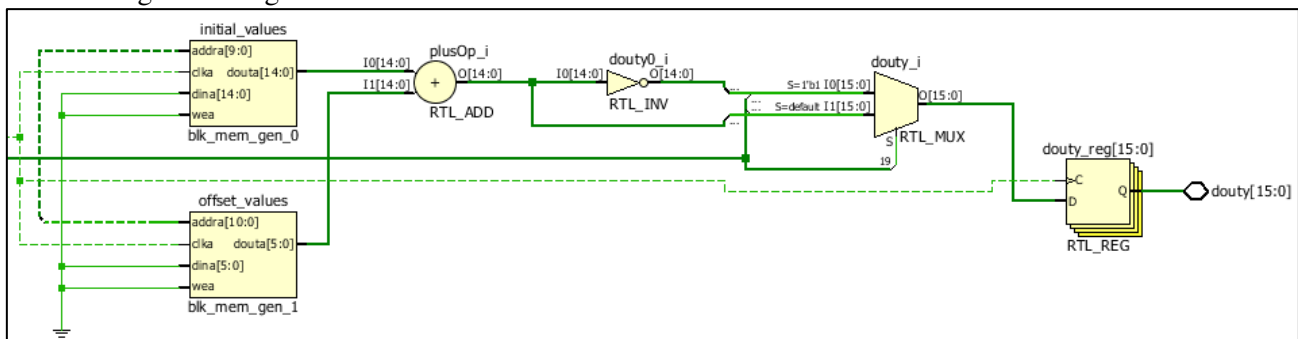 initial_values
addra[9:0]
clka douta[14:0]
dina[14:0]
wea
blk_mem_gen_0
plusOp_i
I0[14:0]
I1[14:0]
O[14:0]
+
RTL_ADD
douty0_i
I0[14:0]
O[14:0]
RTL_INV
...
...
...
douty_i
S=1'b1 I0[15:0]
S=default I1[15:0]
O[15:0]
S
19
RTL_MUX
douty_reg[15:0]
C
D
Q
RTL_REG
douty[15:0]
offset_values
addra[10:0]
clka douta[5:0]
dina[5:0]
wea
blk_mem_gen_1